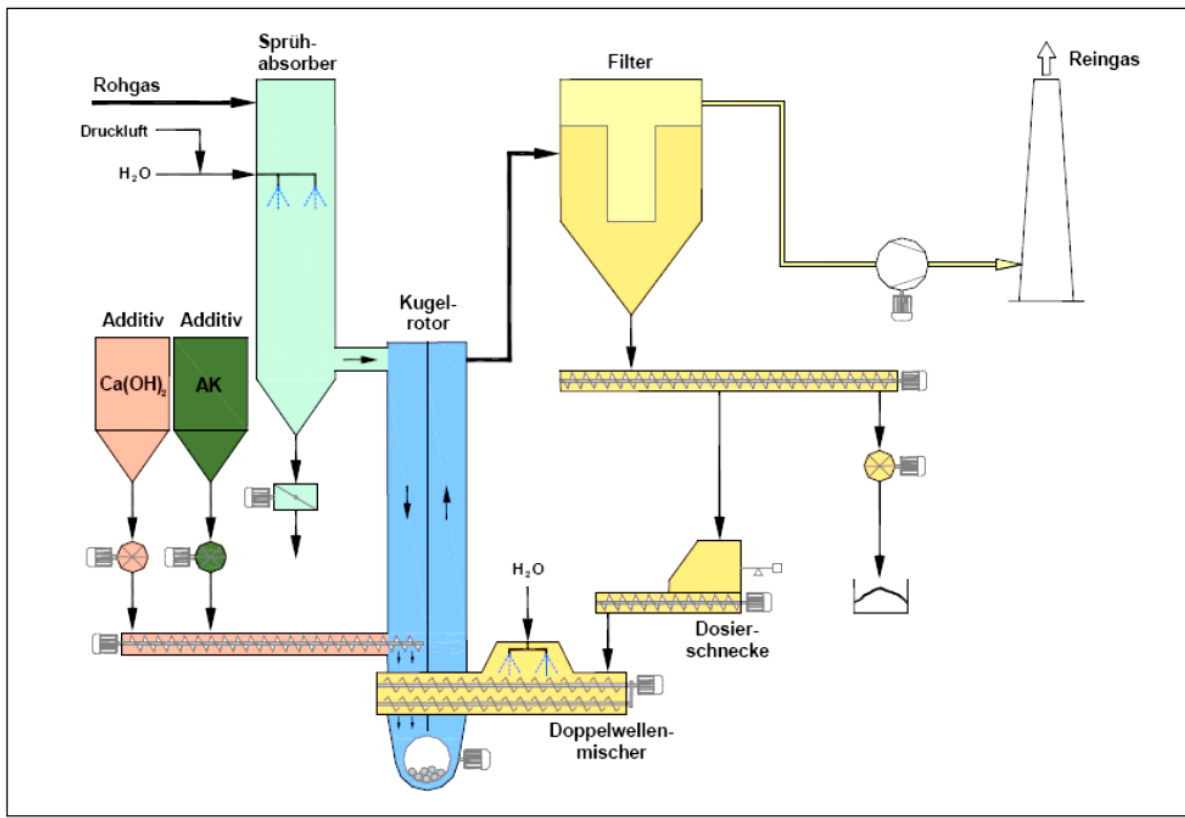 Sprüh-
absorber
Rohgas
Druckluft
H₂O
Filter
Reingas
Kugel-
rotor
Additiv
Additiv
Ca(OH)₂
AK
H₂O
Dosier-
schnecke
Doppelwellen-
mischer